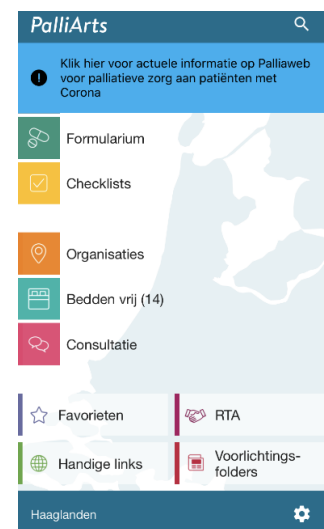 PalliArts
Klik hier voor actuele informatie op Palliaweb
voor palliatieve zorg aan patiënten met
Corona
Formularium
Checklists
Organisaties
Bedden vrij (14)
Consultatie
Favorieten
RTA
Handige links
Voorlichtings-
folders
Haaglanden